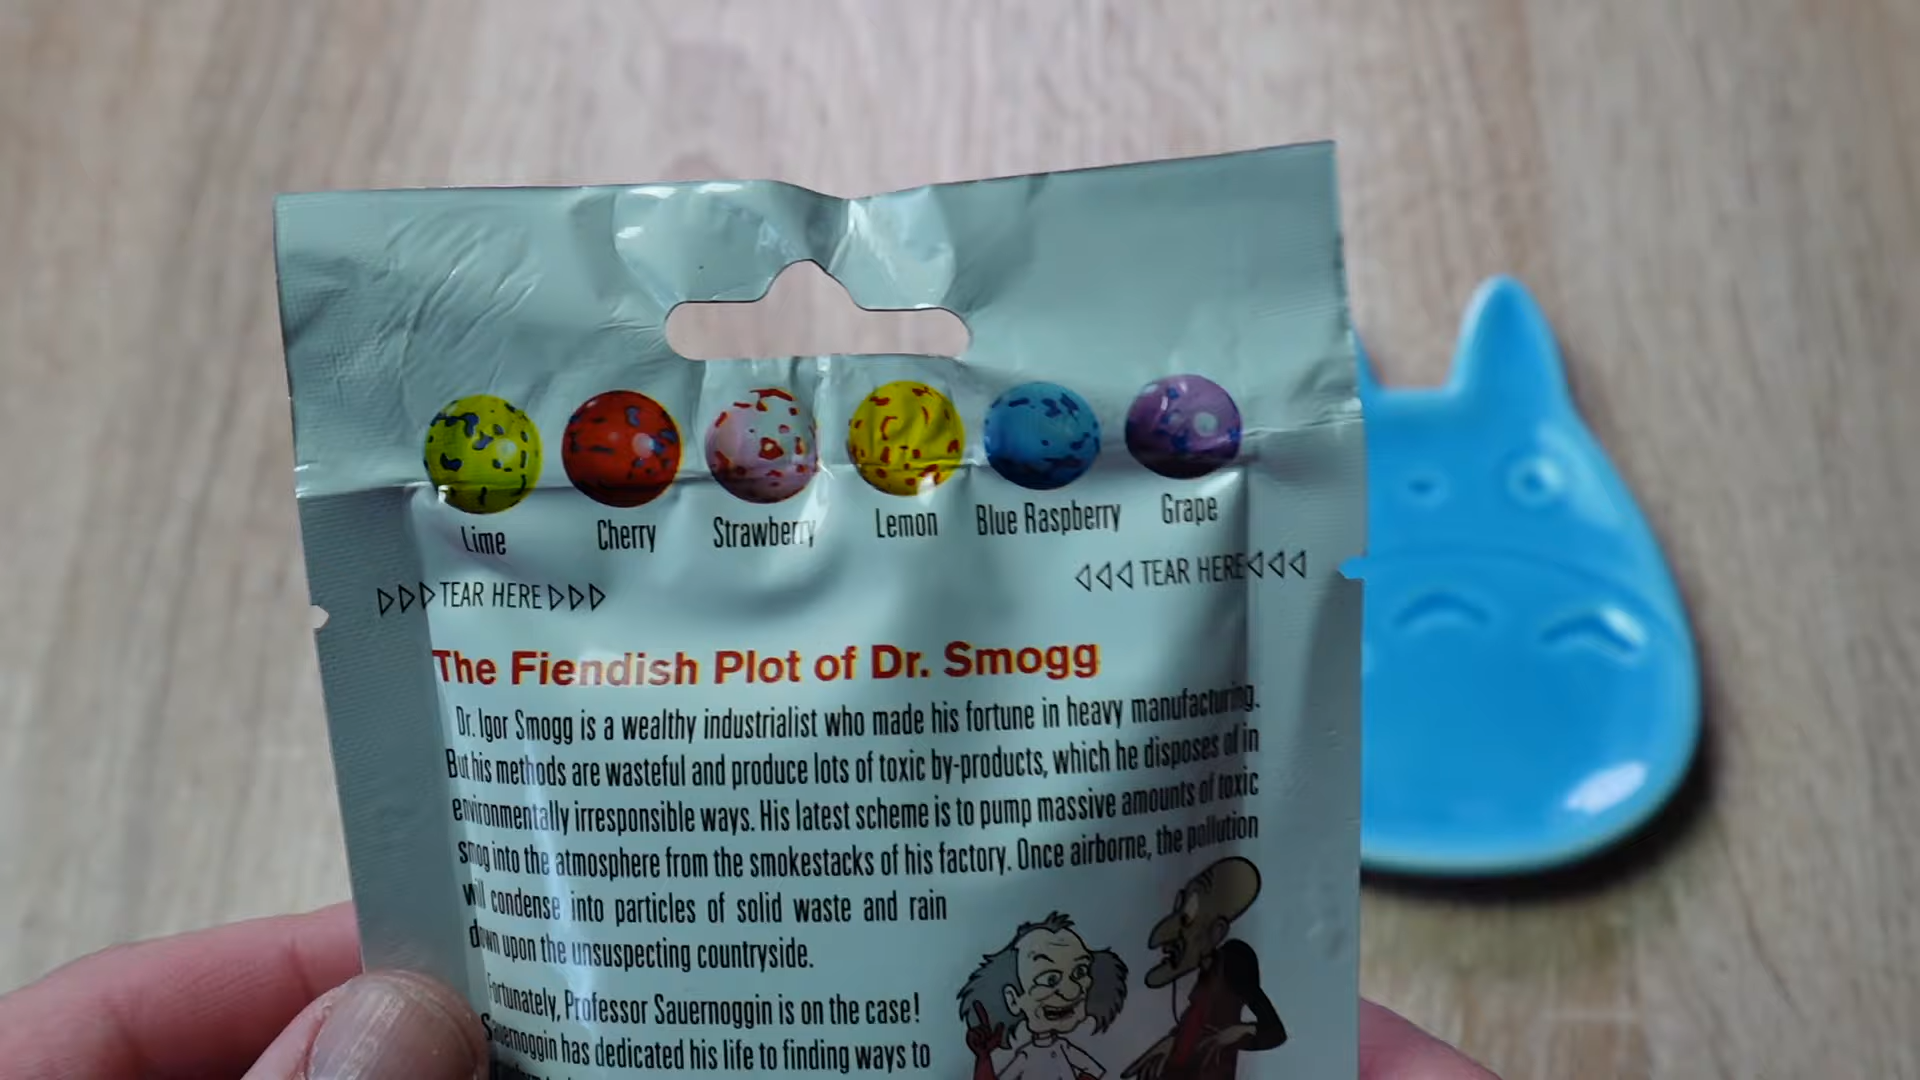 Lime Cherry Strawberry Lemon Blue Raspberry Grape
TEAR HERE TEAR HERE
The Fiendish Plot of Dr. Smogg
Dr. Igor Smogg is a wealthy industrialist who made his fortune in heavy manufacturing.
But his methods are wasteful and produce lots of toxic by-products, which he disposes of in
environmentally irresponsible ways. His latest scheme is to pump massive amounts of toxic
smog into the atmosphere from the smokestacks of his factory. Once airborne, the pollution
will condense into particles of solid waste and rain
down upon the unsuspecting countryside.
Fortunately, Professor Sauernoggin is on the case!
Sauernoggin has dedicated his life to finding ways to